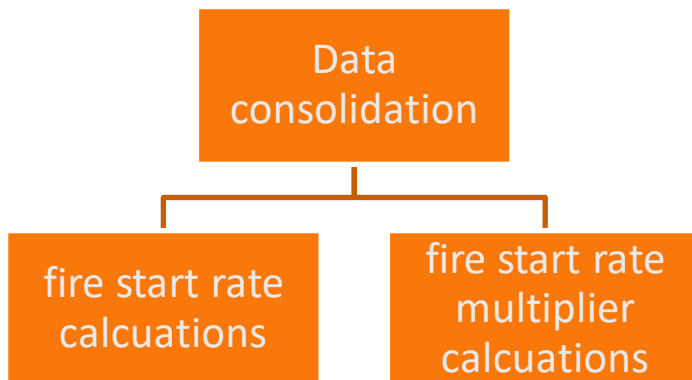 Data
consolidation
fire start rate
calcuations
fire start rate
multiplier
calcuations